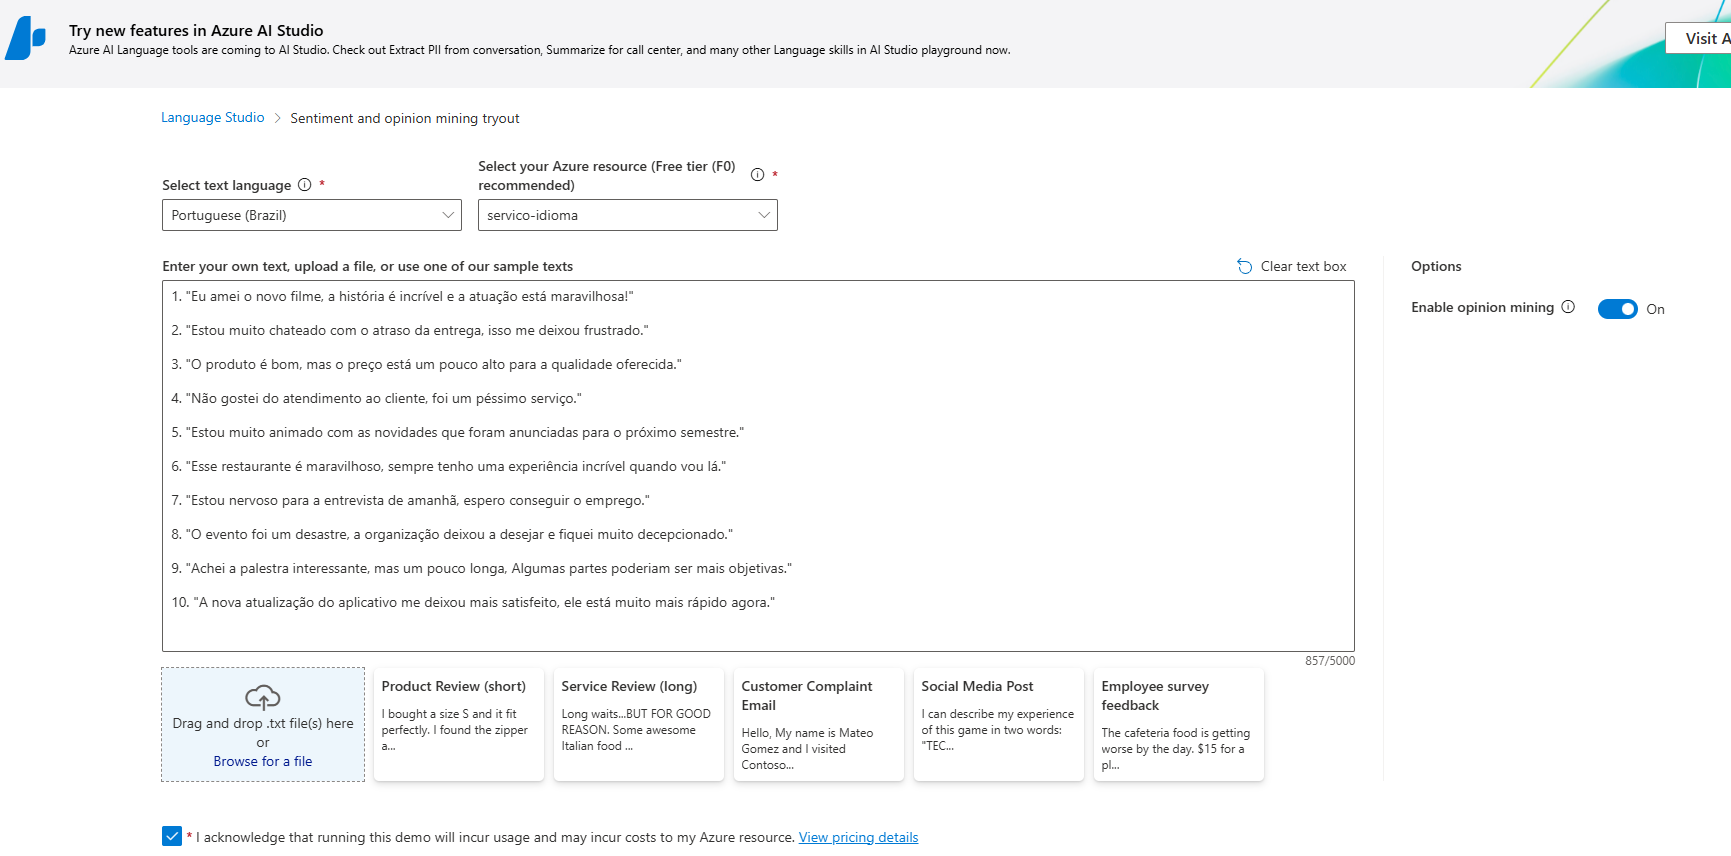 Try new features in Azure AI Studio
Azure AI Language tools are coming to AI Studio. Check out Extract PII from conversation, Summarize for call center, and many other Language skills in AI Studio playground now.
Visit A
Language Studio > Sentiment and opinion mining tryout
Select text language *
Select your Azure resource (Free tier (F0)
recommended) *
Portuguese (Brazil)
servico-idioma
Enter your own text, upload a file, or use one of our sample texts
Clear text box
1. "Eu amei o novo filme, a história é incrível e a atuação está maravilhosa!"
2. "Estou muito chateado com o atraso da entrega, isso me deixou frustrado."
3. "O produto é bom, mas o preço está um pouco alto para a qualidade oferecida."
4. "Não gostei do atendimento ao cliente, foi um péssimo serviço."
5. "Estou muito animado com as novidades que foram anunciadas para o próximo semestre."
6. "Esse restaurante é maravilhoso, sempre tenho uma experiência incrível quando vou lá."
7. "Estou nervoso para a entrevista de amanhã, espero conseguir o emprego."
8. "O evento foi um desastre, a organização deixou a desejar e fiquei muito decepcionado."
9. "Achei a palestra interessante, mas um pouco longa, Algumas partes poderiam ser mais objetivas."
10. "A nova atualização do aplicativo me deixou mais satisfeito, ele está muito mais rápido agora."
857/5000
Options
Enable opinion mining
On
Drag and drop .txt file(s) here
or
Browse for a file
Product Review (short)
I bought a size S and it fit
perfectly. I found the zipper
a...
Service Review (long)
Long waits...BUT FOR GOOD
REASON. Some awesome
Italian food ...
Customer Complaint
Email
Hello, My name is Mateo
Gomez and I visited
Contoso...
Social Media Post
I can describe my experience
of this game in two words:
"TEC...
Employee survey
feedback
The cafeteria food is getting
worse by the day. $15 for a
pl...
* I acknowledge that running this demo will incur usage and may incur costs to my Azure resource. View pricing details